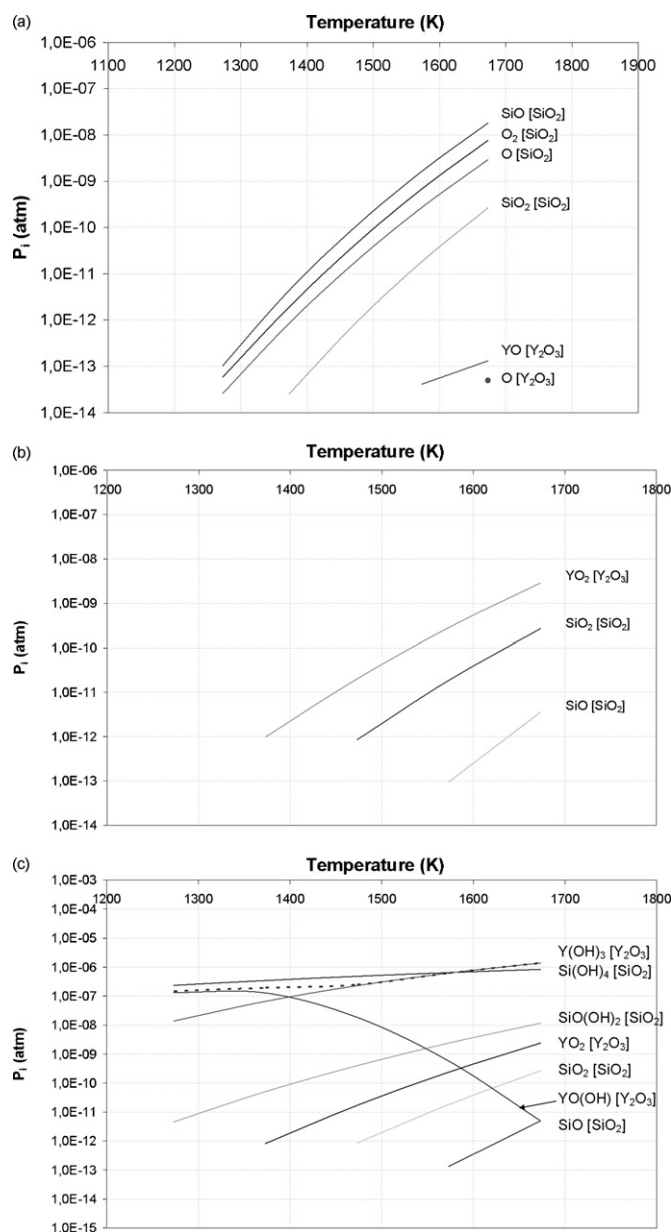 (a)
Temperature (K)
1,0E-06
1100 1200 1300 1400 1500 1600 1700 1800 1900
1,0E-07
SiO [SiO₂]
1,0E-08
O₂ [SiO₂]
O [SiO₂]
1,0E-09
SiO₂ [SiO₂]
1,0E-10
Pᵢ (atm)
1,0E-11
1,0E-12
YO [Y₂O₃]
1,0E-13
O [Y₂O₃]
1,0E-14
(b)
Temperature (K)
1,0E-06
1200 1300 1400 1500 1600 1700 1800
1,0E-07
1,0E-08
YO₂ [Y₂O₃]
1,0E-09
SiO₂ [SiO₂]
1,0E-10
Pᵢ (atm)
1,0E-11
SiO [SiO₂]
1,0E-12
1,0E-13
1,0E-14
(c)
Temperature (K)
1,0E-03
1200 1300 1400 1500 1600 1700 1800
1,0E-04
1,0E-05
Y(OH)₃ [Y₂O₃]
1,0E-06
Si(OH)₄ [SiO₂]
1,0E-07
SiO(OH)₂ [SiO₂]
1,0E-08
YO₂ [Y₂O₃]
1,0E-09
Pᵢ (atm)
SiO₂ [SiO₂]
1,0E-10
YO(OH) [Y₂O₃]
1,0E-11
SiO [SiO₂]
1,0E-12
1,0E-13
1,0E-14
1,0E-15